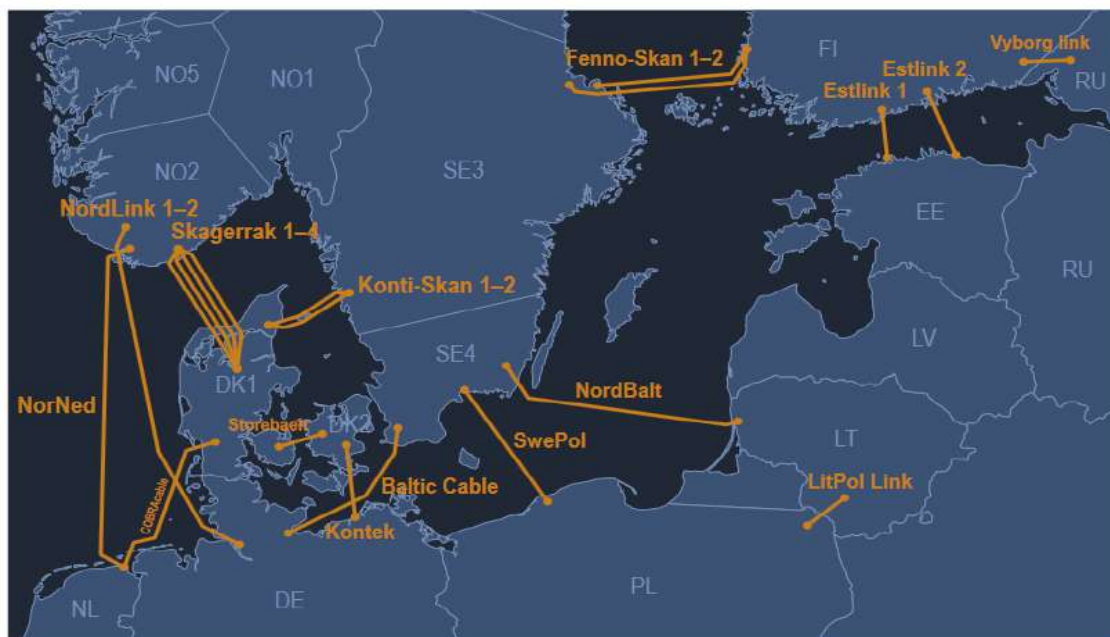 Fenno-Skan 1–2
FI
Vyborg link
NO5
NO1
Estlink 2
RU
Estlink 1
NO2
SE3
NordLink 1–2
Skagerrak 1–4
EE
Konti-Skan 1–2
RU
LV
SE4
DK1
NordBalt
NorNed
Storebaelt
DK2
SwePol
LT
Baltic Cable
LitPol Link
COBRAcable
Kontek
NL
DE
PL